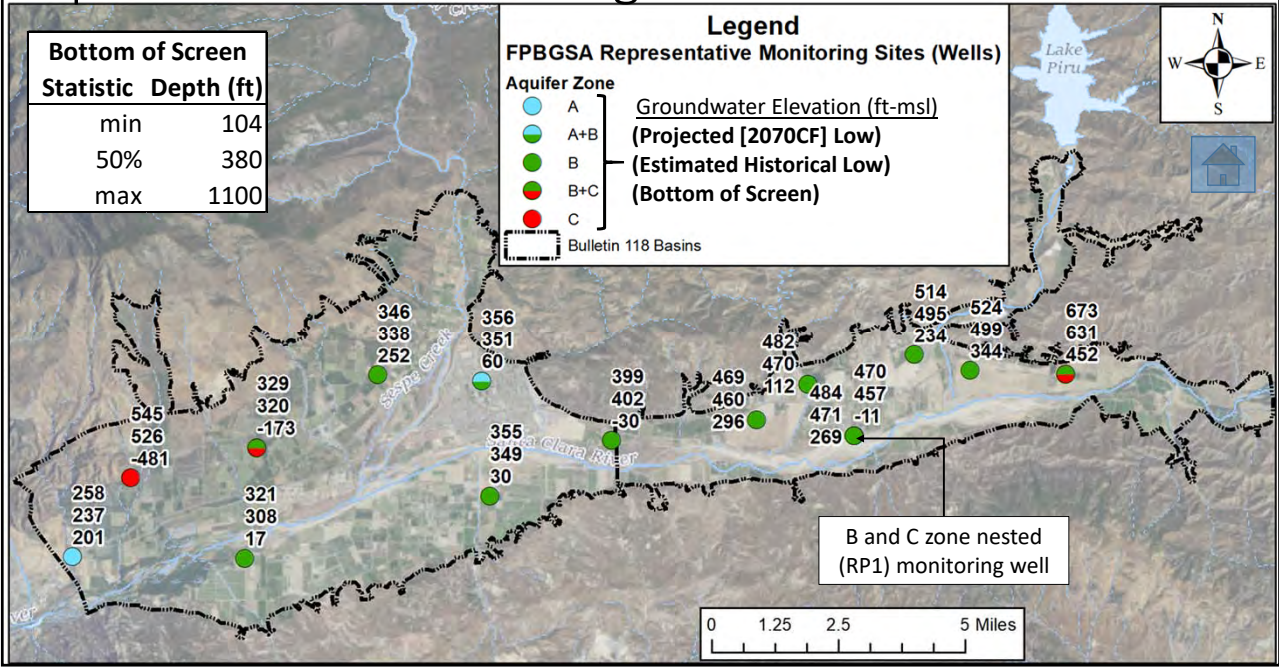 Bottom of Screen
Statistic Depth (ft)
min 104
50% 380
max 1100
Legend
FPBGSA Representative Monitoring Sites (Wells)
Aquifer Zone
A
A+B
B
B+C
C
Groundwater Elevation (ft-msl)
(Projected [2070CF] Low)
(Estimated Historical Low)
(Bottom of Screen)
Bulletin 118 Basins
Lake
Piru
N
W
E
S
545
526
-481
258
237
201
329
320
-173
321
308
17
346
338
252
Sespe Creek
356
351
60
355
349
30
Santa Clara River
399
402
-30
469
460
296
482
470
112
484
471
269
470
457
-11
514
495
234
524
499
344
673
631
452
B and C zone nested
(RP1) monitoring well
0 1.25 2.5 5 Miles